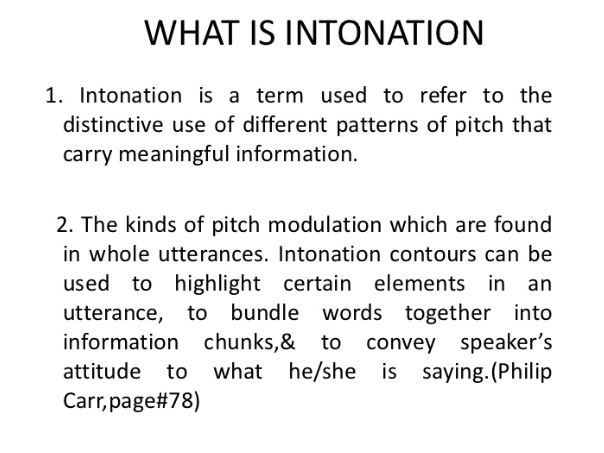 WHAT IS INTONATION
1. Intonation is a term used to refer to the
distinctive use of different patterns of pitch that
carry meaningful information.
2. The kinds of pitch modulation which are found
in whole utterances. Intonation contours can be
used to highlight certain elements in an
utterance, to bundle words together into
information chunks,& to convey speaker’s
attitude to what he/she is saying.(Philip
Carr,page#78)